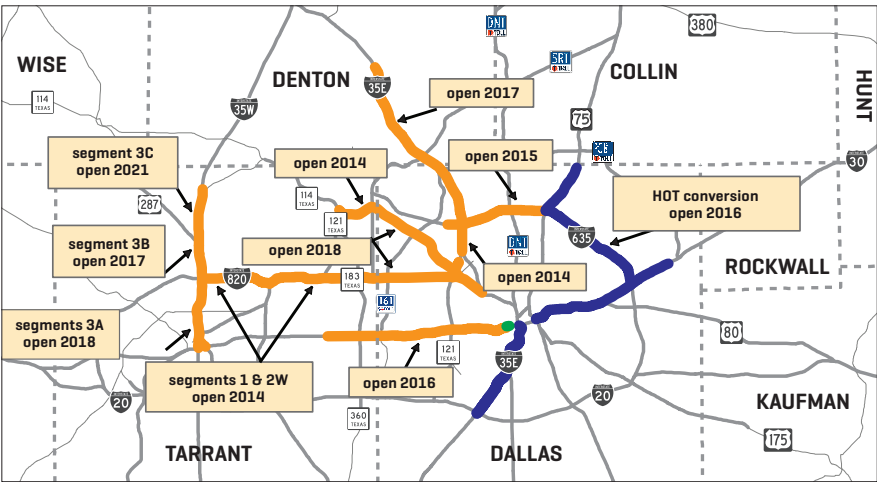 380
WISE
DENTON
COLLIN
HUNT
35E
open 2017
114
TEXAS
35W
75
segment 3C
open 2021
open 2014
open 2015
30
HOT conversion
open 2016
287
114
TEXAS
121
TEXAS
segment 3B
open 2017
open 2018
635
820
183
TEXAS
open 2014
ROCKWALL
161
segments 3A
open 2018
80
121
TEXAS
35E
segments 1 & 2W
open 2014
open 2016
20
20
KAUFMAN
360
TEXAS
175
TARRANT
DALLAS